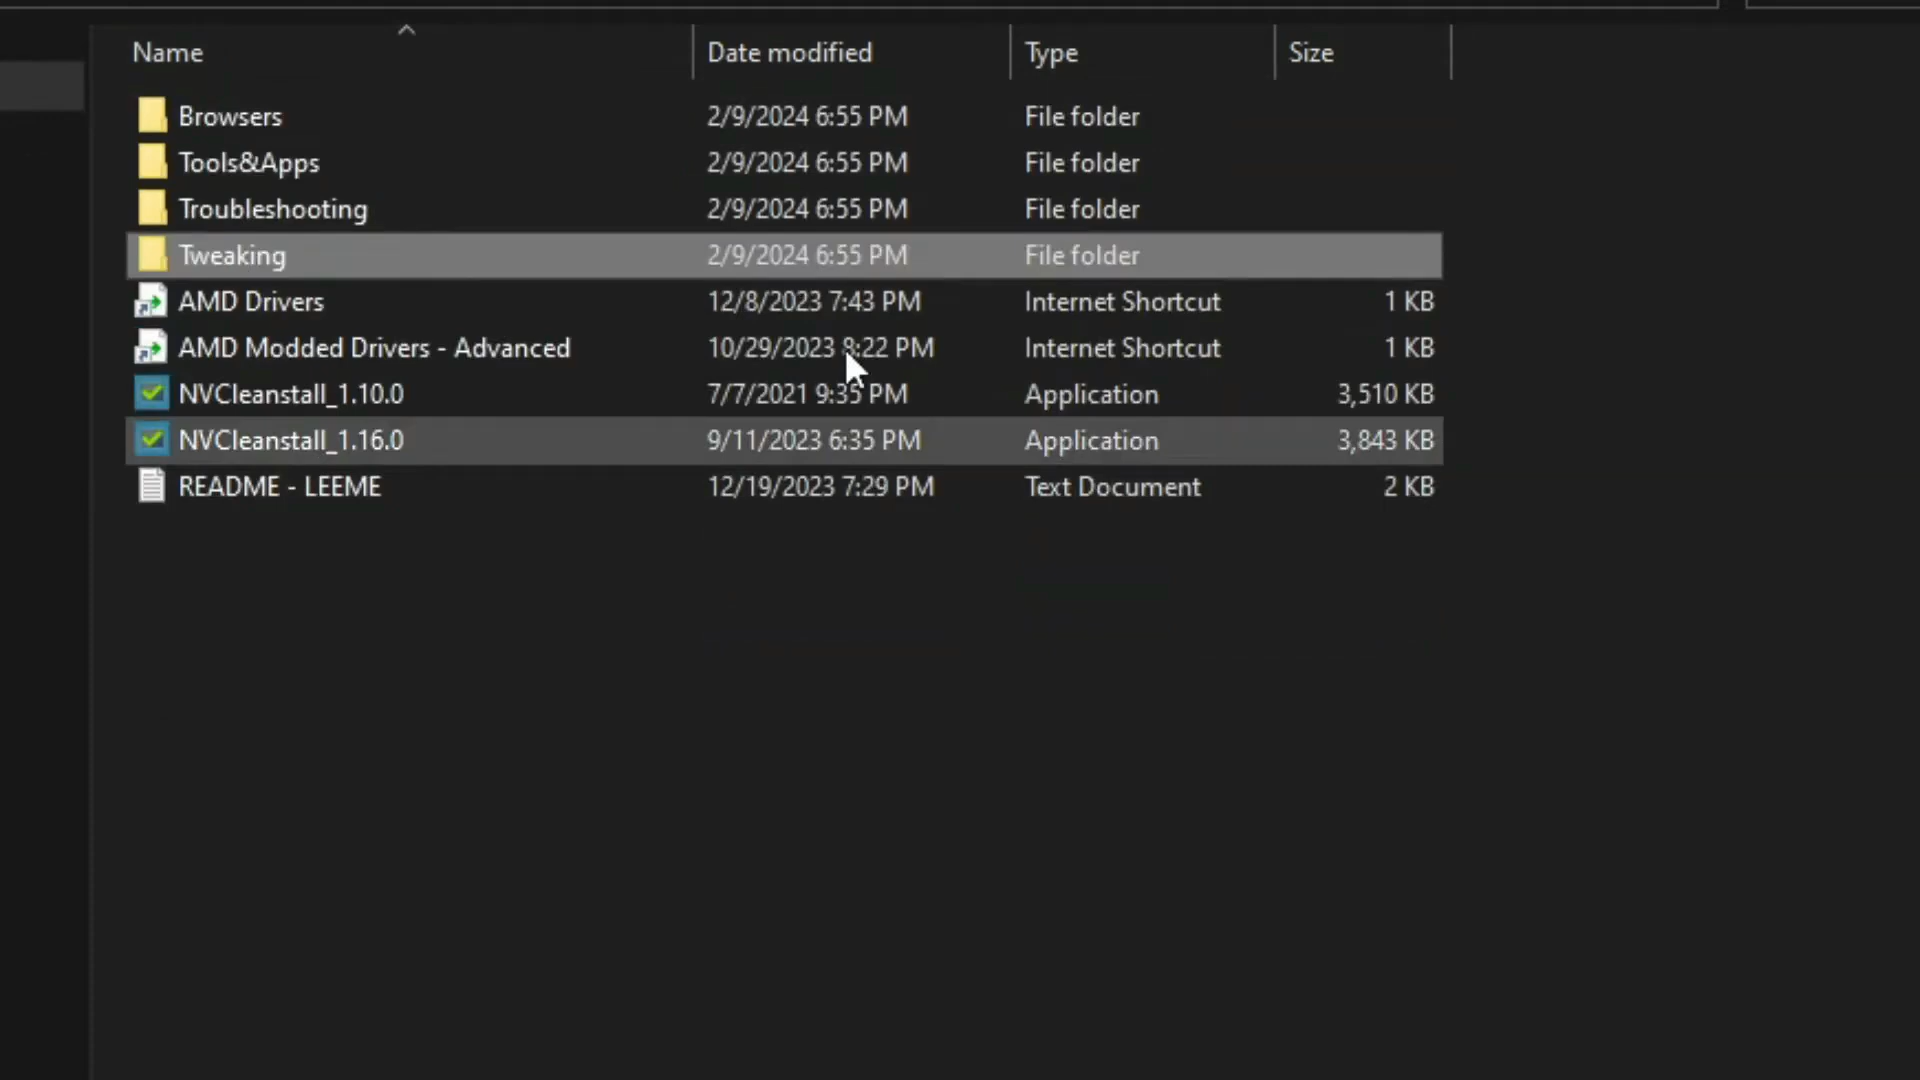 Name Date modified Type Size
Browsers 2/9/2024 6:55 PM File folder
Tools&Apps 2/9/2024 6:55 PM File folder
Troubleshooting 2/9/2024 6:55 PM File folder
Tweaking 2/9/2024 6:55 PM File folder
AMD Drivers 12/8/2023 7:43 PM Internet Shortcut 1 KB
AMD Modded Drivers - Advanced 10/29/2023 8:22 PM Internet Shortcut 1 KB
NVCleanstall_1.10.0 7/7/2021 9:35 PM Application 3,510 KB
NVCleanstall_1.16.0 9/11/2023 6:35 PM Application 3,843 KB
README - LEEME 12/19/2023 7:29 PM Text Document 2 KB